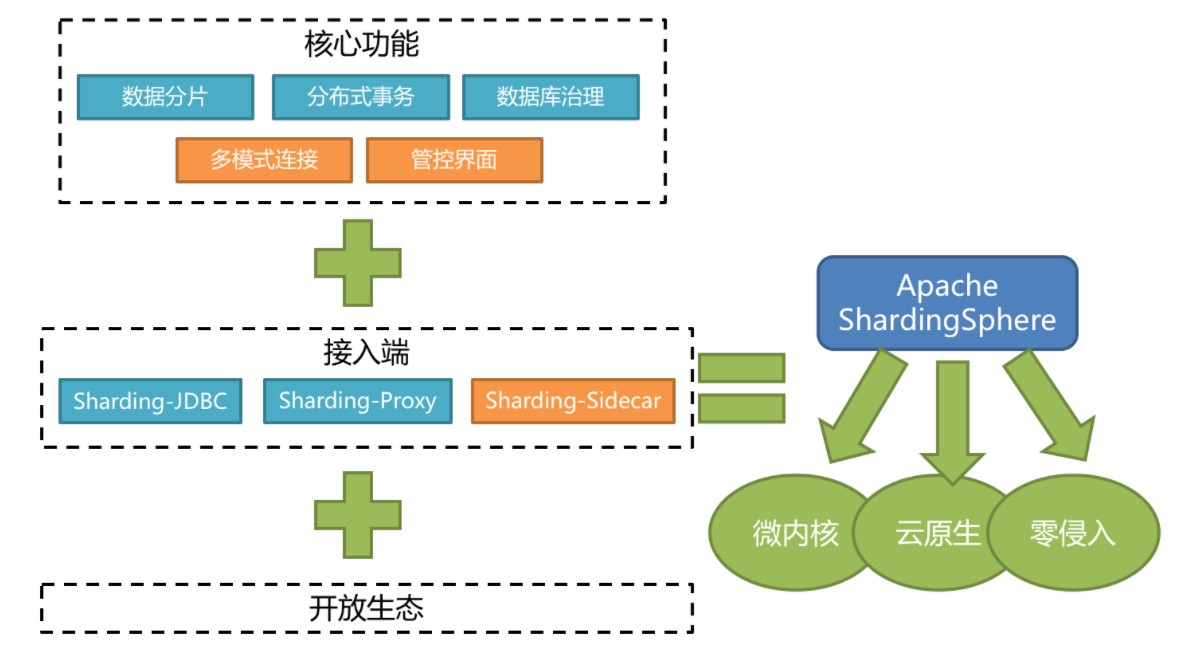 核心功能
数据分片
分布式事务
数据库治理
多模式连接
管控界面
接入端
Sharding-JDBC
Sharding-Proxy
Sharding-Sidecar
开放生态
Apache
ShardingSphere
微内核
云原生
零侵入